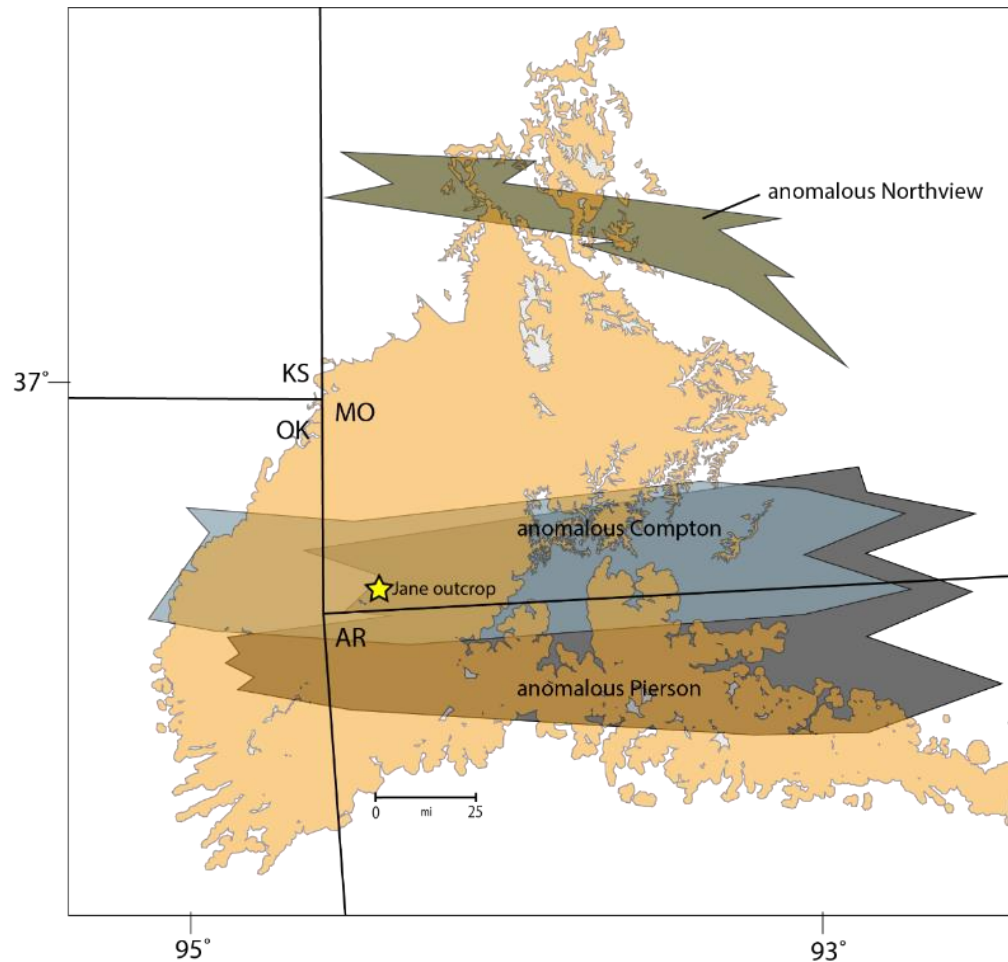 anomalous Northview
37°
KS
MO
OK
anomalous Compton
Jane outcrop
AR
anomalous Pierson
0 mi 25
95°
93°